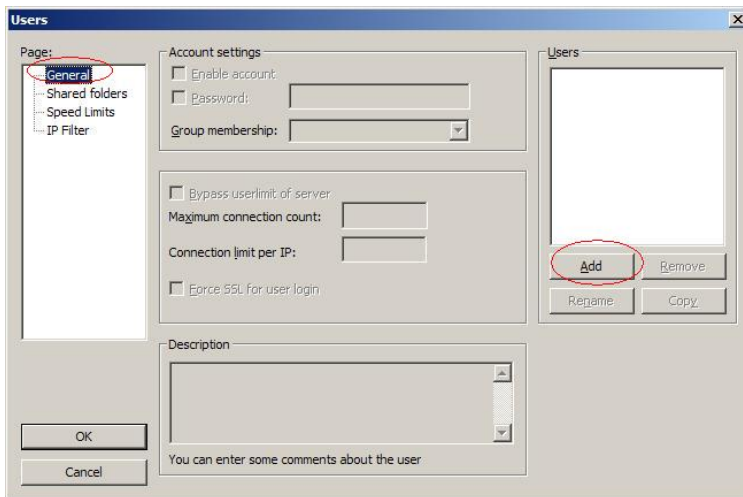 Users
Page:
General
Shared folders
Speed Limits
IP Filter
OK
Cancel
Account settings
Enable account
Password:
Group membership:
Bypass userlimit of server
Maximum connection count:
Connection limit per IP:
Force SSL for user login
Description
You can enter some comments about the user
Users
Add Remove
Rename Copy